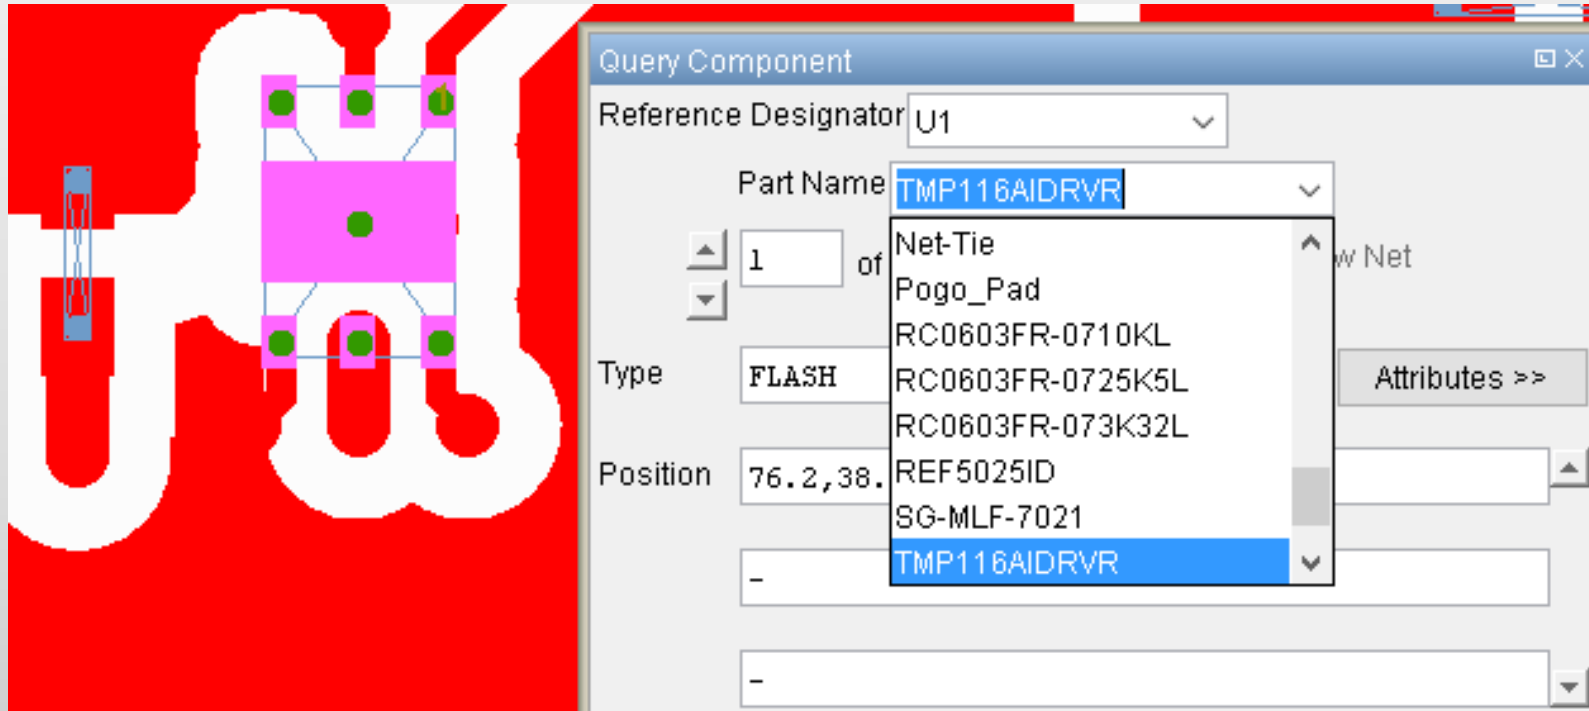 1
Query Component
Reference Designator U1
Part Name TMP116AIDRVR
1 of
w Net
Net-Tie
Pogo_Pad
RC0603FR-0710KL
RC0603FR-0725K5L
RC0603FR-073K32L
REF5025ID
SG-MLF-7021
TMP116AIDRVR
Type FLASH
Attributes >>
Position 76.2,38.
-
-